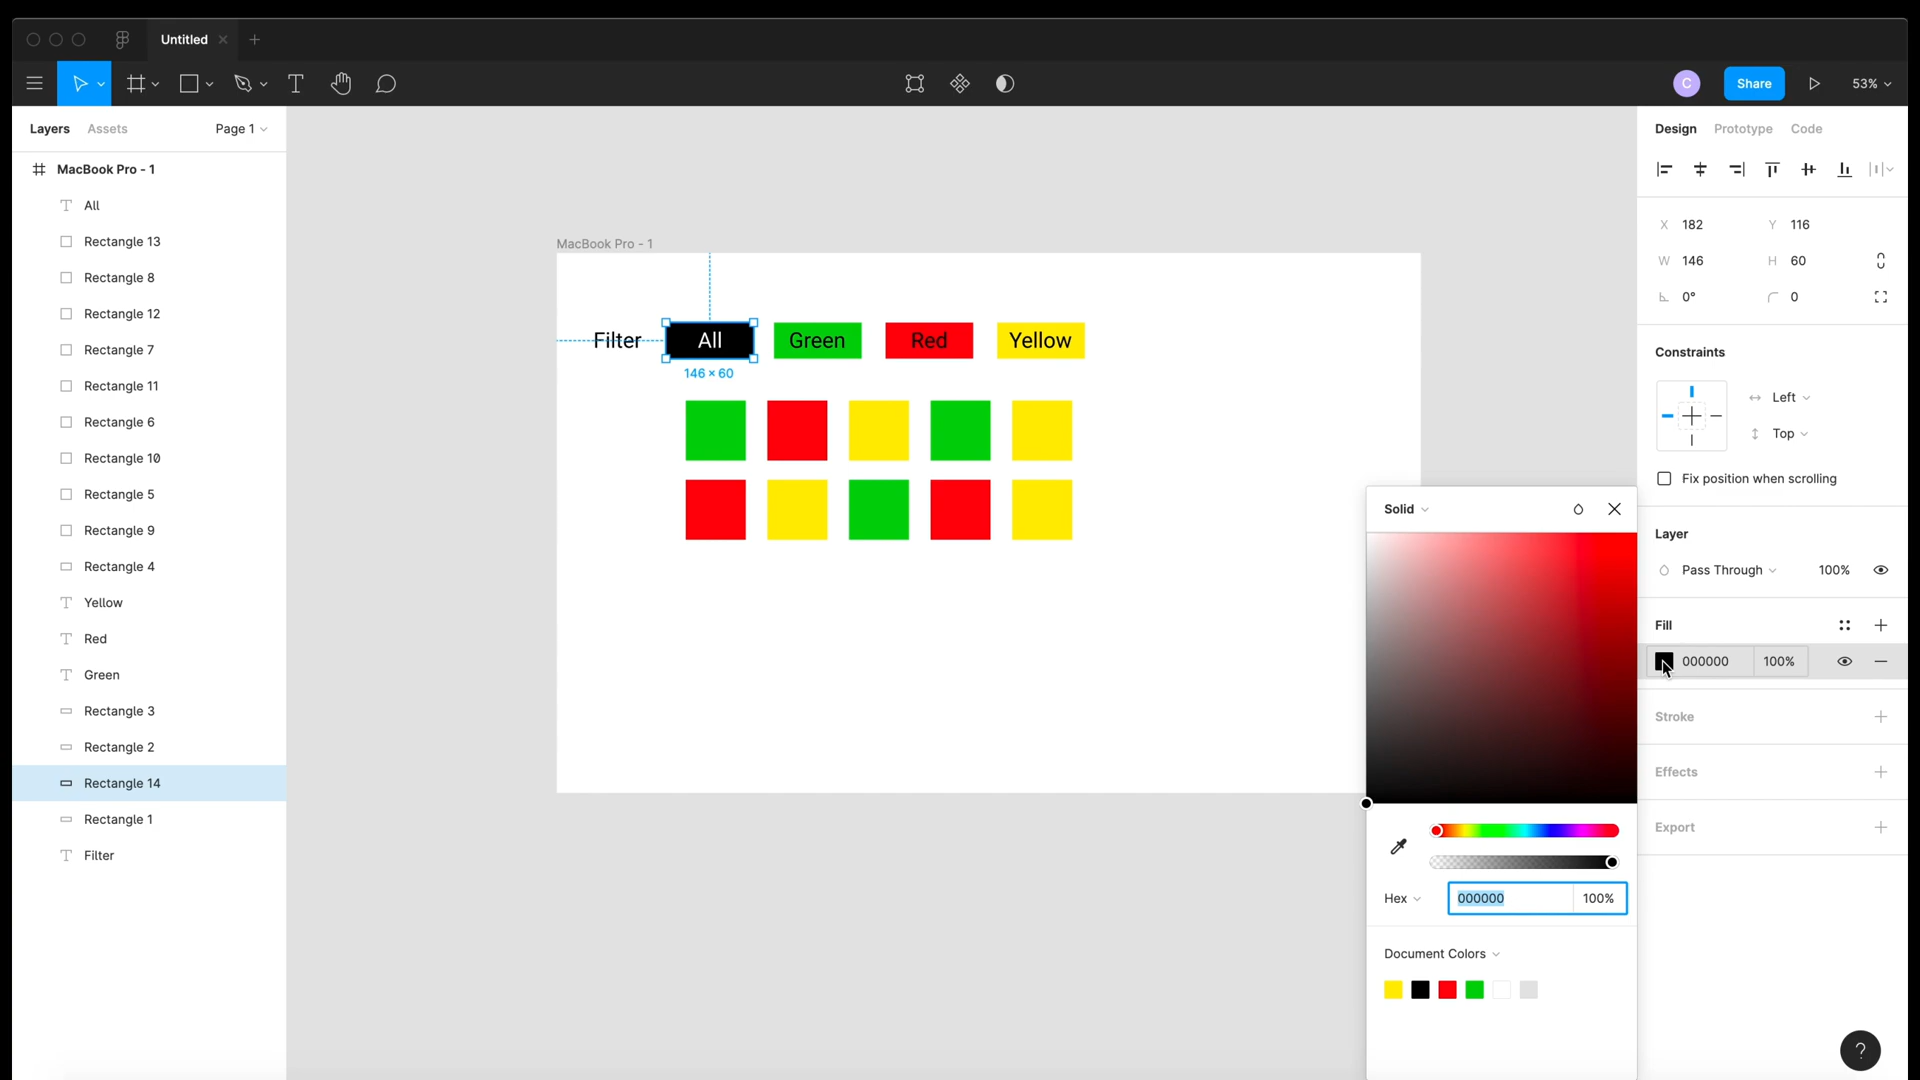 Untitled
C
Share
53%
Layers
Assets
Page 1
MacBook Pro - 1
All
Rectangle 13
Rectangle 8
Rectangle 12
Rectangle 7
Rectangle 11
Rectangle 6
Rectangle 10
Rectangle 5
Rectangle 9
Rectangle 4
Yellow
Red
Green
Rectangle 3
Rectangle 2
Rectangle 14
Rectangle 1
Filter
MacBook Pro - 1
Filter
All
Green
Red
Yellow
146 × 60
Design
Prototype
Code
X 182
Y 116
W 146
H 60
0°
0
Constraints
Left
Top
Fix position when scrolling
Layer
Pass Through
100%
Fill
000000
100%
Stroke
Effects
Export
Solid
Hex
000000
100%
Document Colors
?